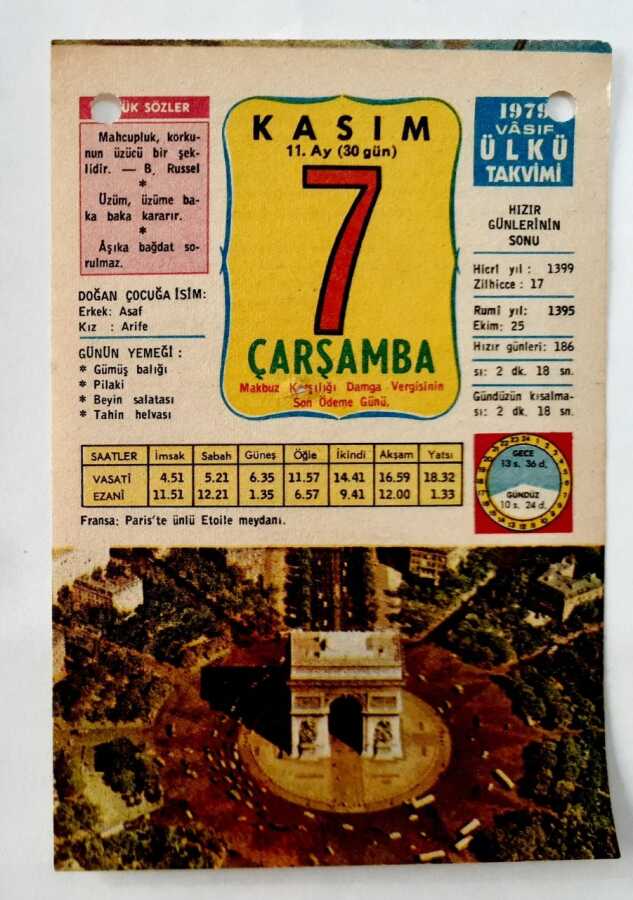 ÜK SÖZLER
Mahcupluk, korku-
nun üzücü bir şek-
lidir. — B. Russel
*
Üzüm, üzüme ba-
ka baka kararır.
*
Âşıka bağdat so-
rulmaz.
DOĞAN ÇOCUĞA İSİM:
Erkek: Asaf
Kız : Arife
GÜNÜN YEMEĞİ :
* Gümüş balığı
* Pilaki
* Beyin salatası
* Tahin helvası
KASIM
11. Ay (30 gün)
7
ÇARŞAMBA
Makbuz Karşılığı Damga Vergisinin
Son Ödeme Günü.
1979
VÂSIF
ÜLKÜ
TAKVİMİ
HIZIR
GÜNLERİNİN
SONU
Hicrî yıl : 1399
Zilhicce : 17
Rumî yıl: 1395
Ekim: 25
Hızır günleri: 186
sı: 2 dk. 18 sn.
Gündüzün kısalma-
sı: 2 dk. 18 sn.
SAATLER İmsak Sabah Güneş Öğle İkindi Akşam Yatsı
VASATİ 4.51 5.21 6.35 11.57 14.41 16.59 18.32
EZANİ 11.51 12.21 1.35 6.57 9.41 12.00 1.33
GECE
13 s. 36 d.
GÜNDÜZ
10 s. 24 d.
Fransa: Paris'te ünlü Etoile meydanı.